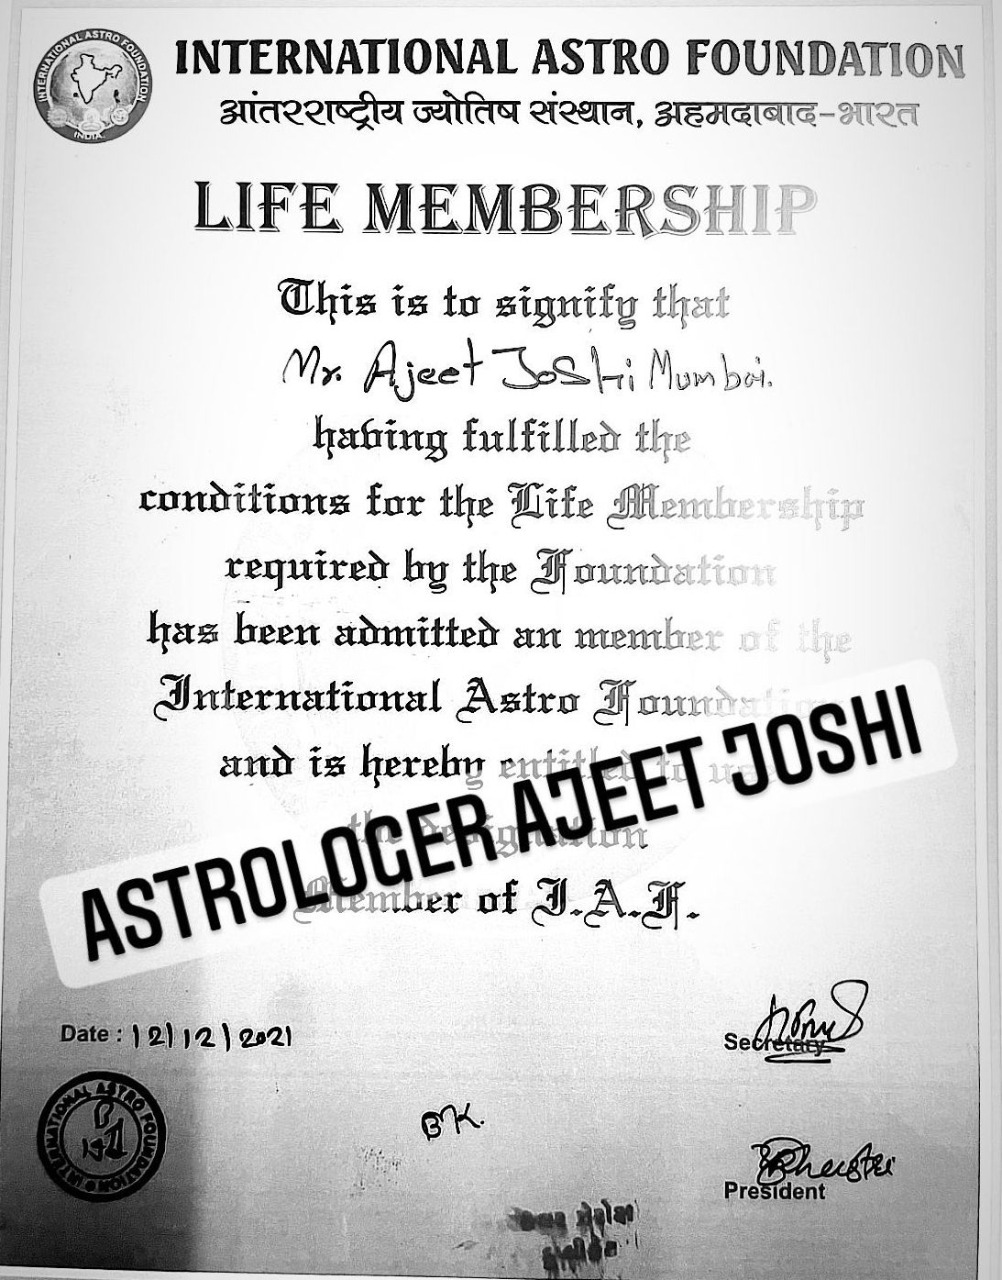 INTERNATIONAL ASTRO FOUNDATION
INDIA
INTERNATIONAL ASTRO FOUNDATION
आंतरराष्ट्रीय ज्योतिष संस्थान, अहमदाबाद-भारत
LIFE MEMBERSHIP
This is to signify that
Mr. Ajeet Joshi Mumbai.
having fulfilled the
conditions for the Life Membership
required by the Foundation
has been admitted an member of the
International Astro Foundation
and is hereby entitled to use
the designation
Member of I.A.F.
ASTROLOGER AJEET JOSHI
Date : 12/12/2021
Secretary
INTERNATIONAL ASTRO FOUNDATION
BK.
President